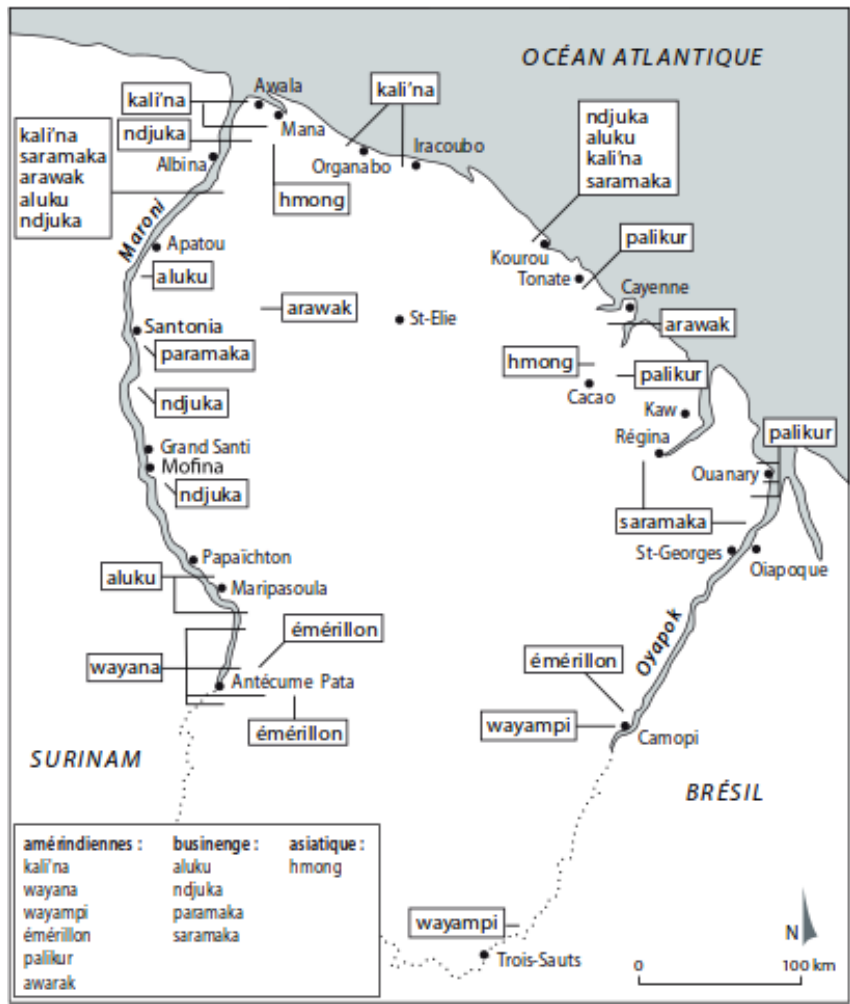 OCÉAN ATLANTIQUE
Awala
kali'na
kali'na
ndjuka
aluku
kali'na
saramaka
kali'na
saramaka
arawak
aluku
ndjuka
ndjuka
Mana
Albina
Organabo
Iracoubo
hmong
Maroni
Apatou
Kourou
palikur
Tonate
aluku
Cayenne
arawak
St-Elie
arawak
Santonia
paramaka
hmong
palikur
Cacao
ndjuka
Kaw
Régina
palikur
Grand Santi
Mofina
Ouanary
ndjuka
saramaka
St-Georges
Oiapoque
Papaïchton
aluku
Maripasoula
émérillon
Oyapok
wayana
émérillon
Antécume Pata
émérillon
wayampi
Camopi
SURINAM
BRÉSIL
amérindiennes :
kali'na
wayana
wayampi
émérillon
palikur
awarak
businenge :
aluku
ndjuka
paramaka
saramaka
asiatique :
hmong
wayampi
Trois-Sauts
N
0 100 km